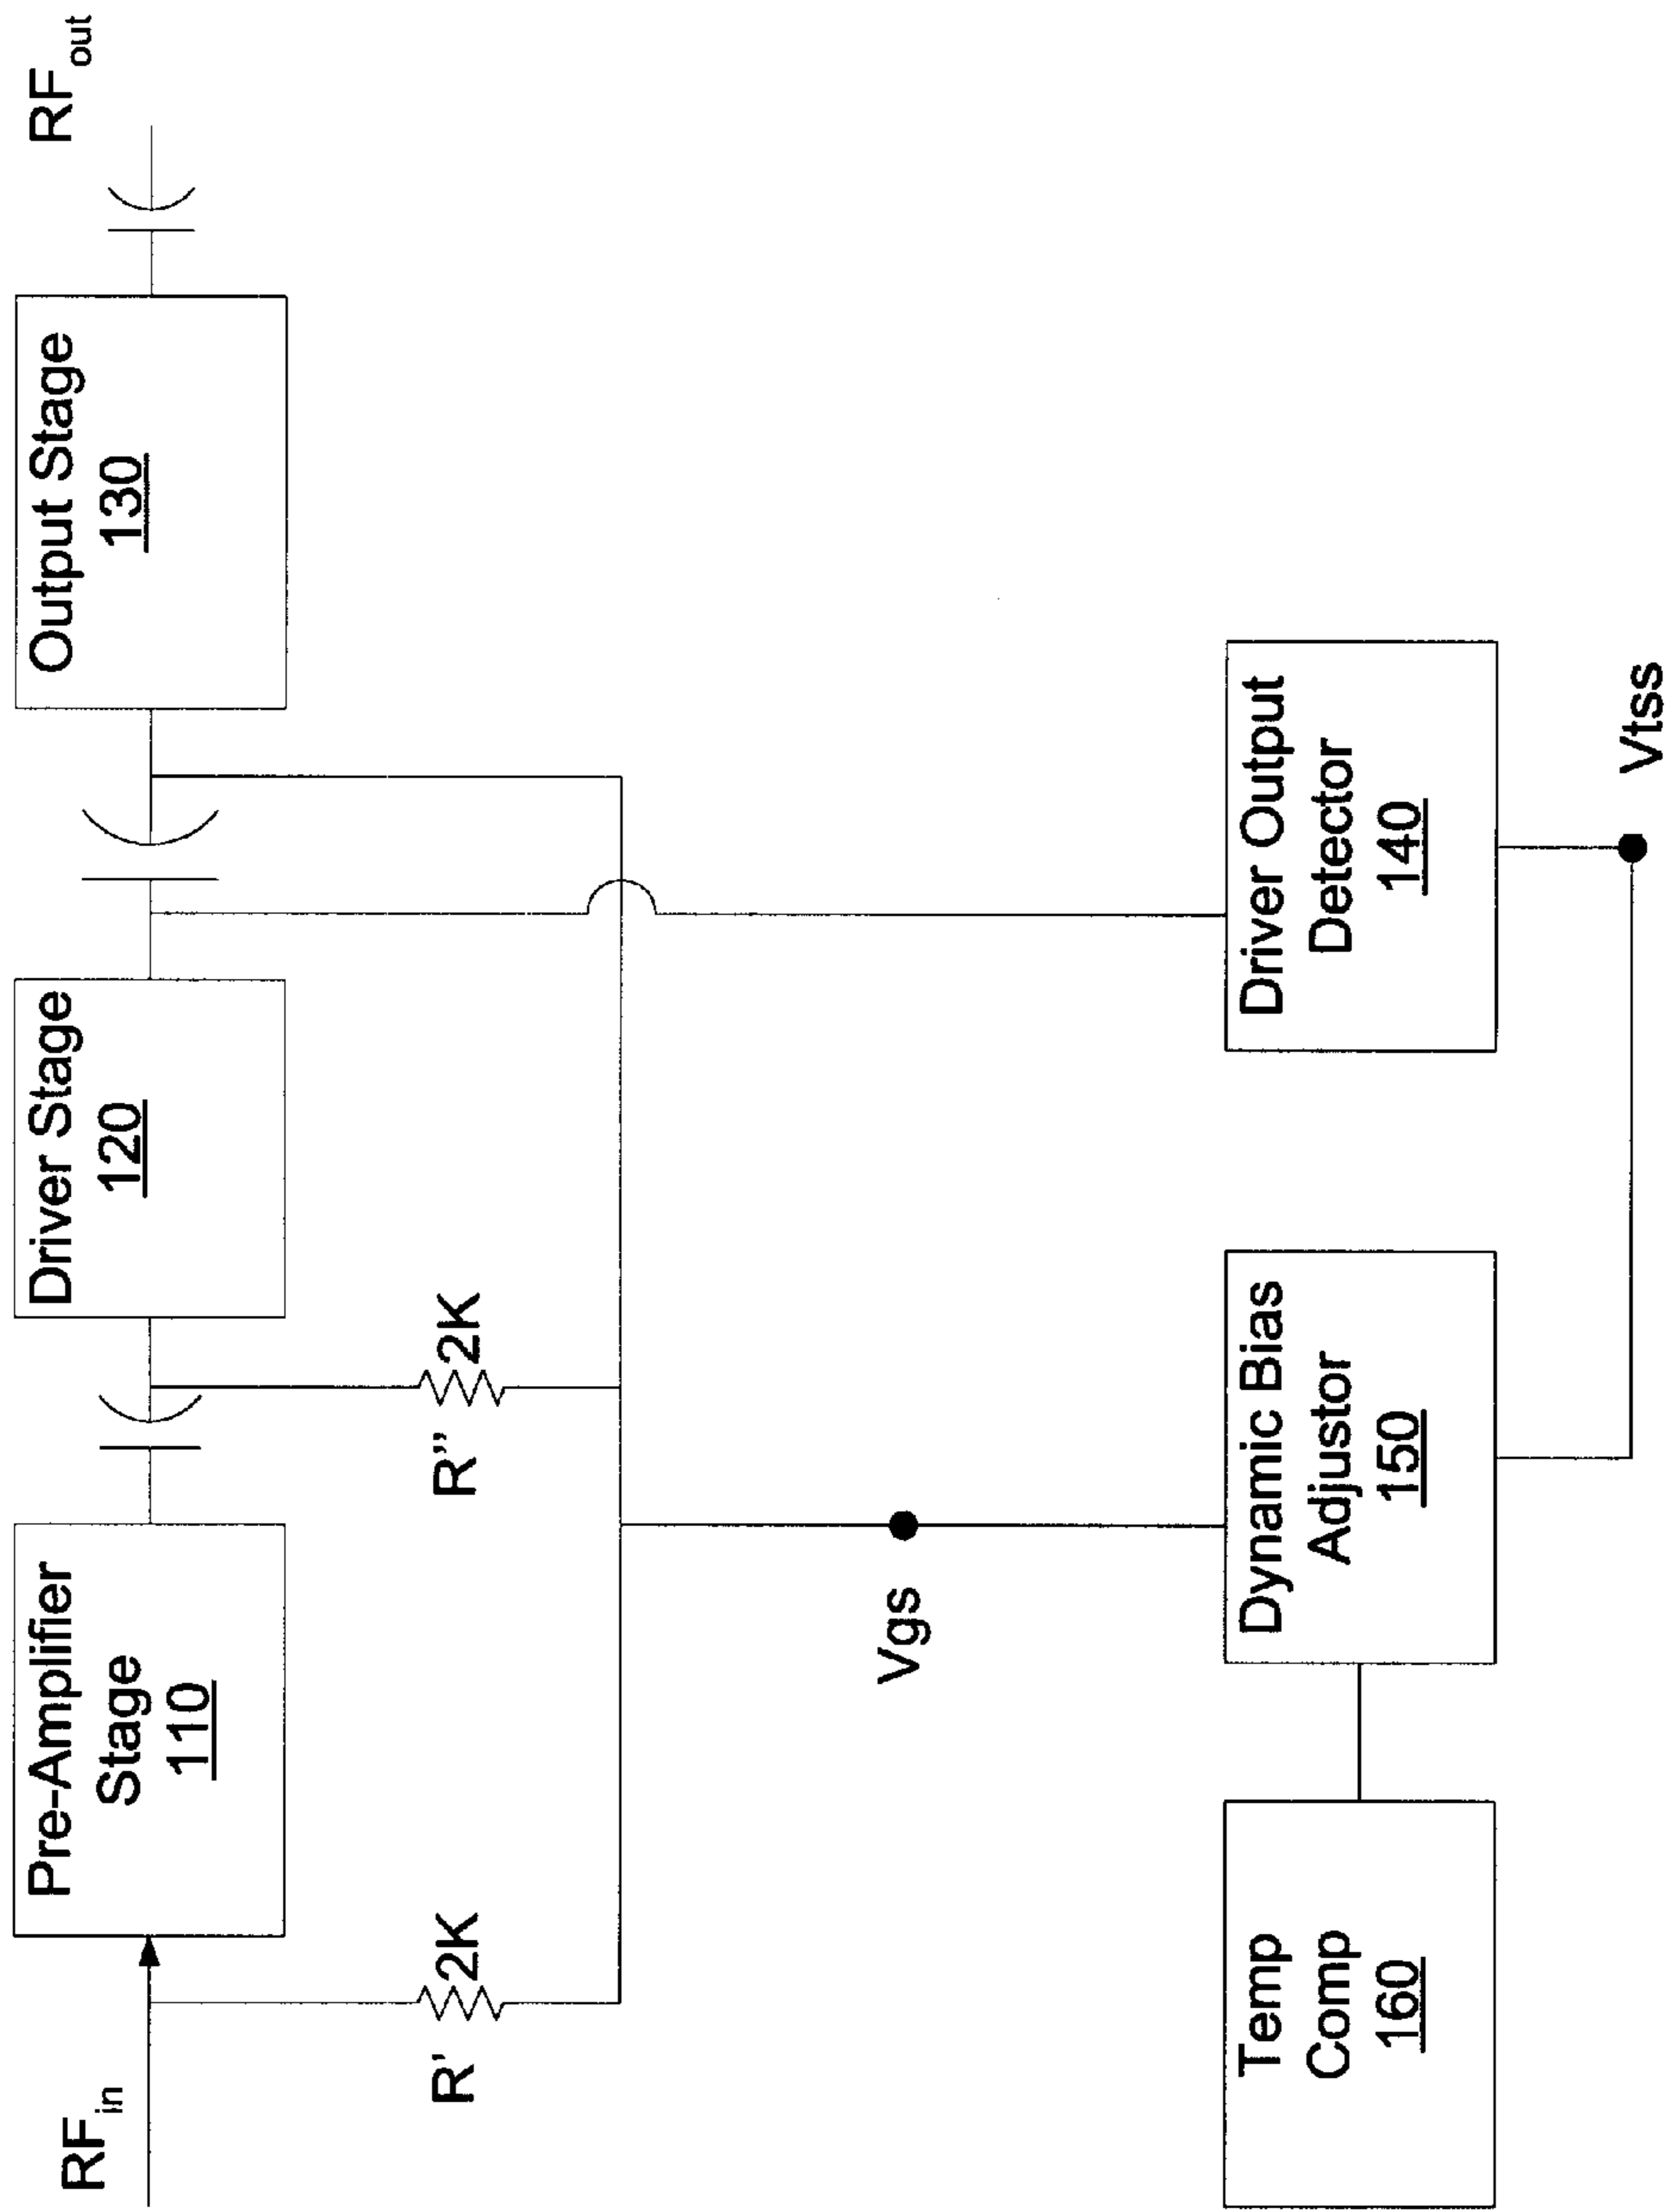 RFin
Pre-Amplifier
Stage
110
Driver Stage
120
Output Stage
130
RFout
R'
2K
R''
2K
Vgs
Temp
Comp
160
Dynamic Bias
Adjustor
150
Driver Output
Detector
140
Vtss